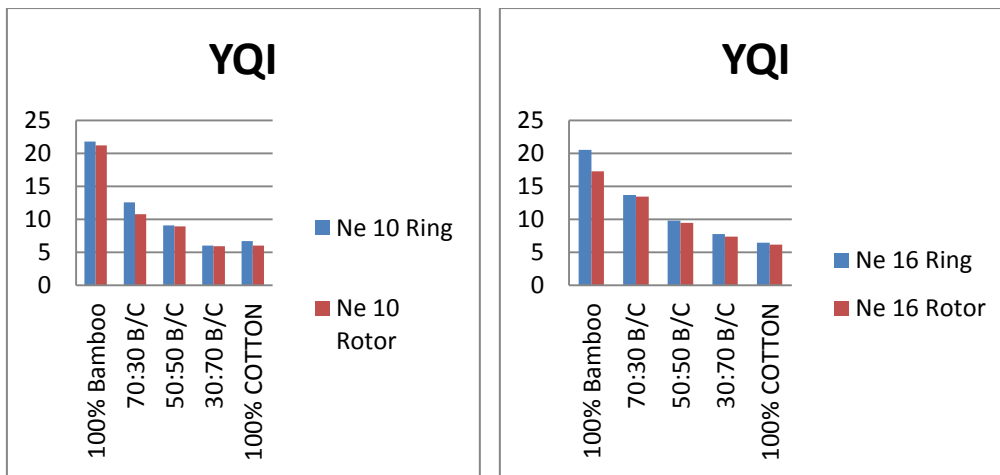 YQI
25
20
15
10
5
0
100% Bamboo
70:30 B/C
50:50 B/C
30:70 B/C
100% COTTON
Ne 10 Ring
Ne 10
Rotor
YQI
25
20
15
10
5
0
100% Bamboo
70:30 B/C
50:50 B/C
30:70 B/C
100% COTTON
Ne 16 Ring
Ne 16 Rotor